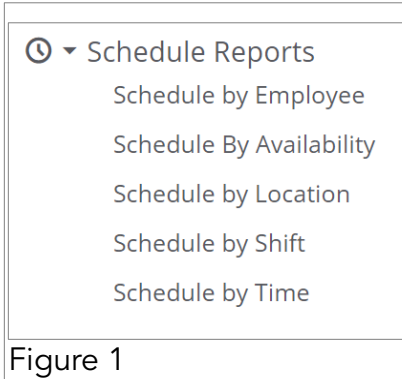 Schedule Reports
Schedule by Employee
Schedule By Availability
Schedule by Location
Schedule by Shift
Schedule by Time
Figure 1